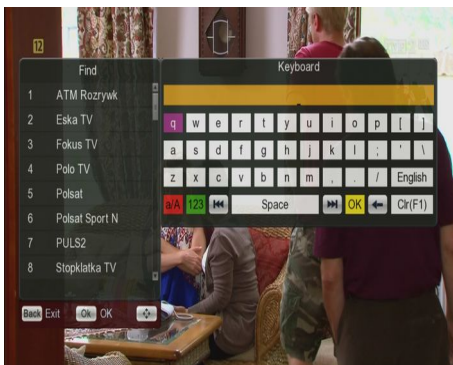 12
Find
1 ATM Rozrywk
2 Eska TV
3 Fokus TV
4 Polo TV
5 Polsat
6 Polsat Sport N
7 PULS2
8 Stopklatka TV
Back Exit Ok OK
Keyboard
q w e r t y u i o p [ ]
a s d f g h j k l ; ' \
z x c v b n m , . / English
a/A 123 Space OK Clr(F1)